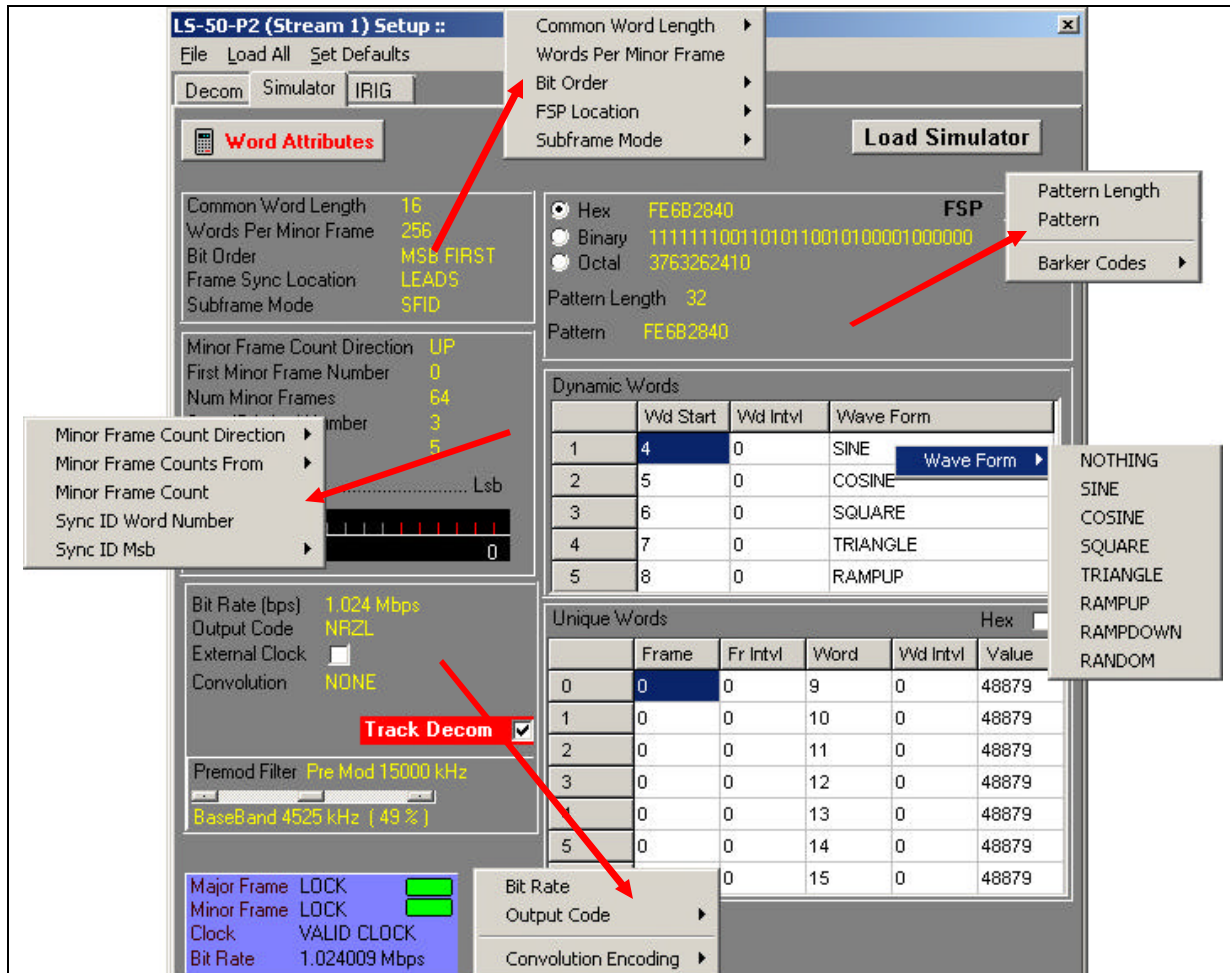 LS-50-P2 (Stream 1) Setup ::
File Load All Set Defaults
Decom Simulator IRIG
Common Word Length
Words Per Minor Frame
Bit Order
FSP Location
Subframe Mode
Word Attributes
Load Simulator
Common Word Length 16
Words Per Minor Frame 256
Bit Order MSB FIRST
Frame Sync Location LEADS
Subframe Mode SFID
Hex FE6B2840 FSP
Binary 11111110011010110010100001000000
Octal 3763262410
Pattern Length 32
Pattern FE6B2840
Pattern Length
Pattern
Barker Codes
Minor Frame Count Direction UP
First Minor Frame Number 0
Num Minor Frames 64
mber 3
5
Lsb
0
Minor Frame Count Direction
Minor Frame Counts From
Minor Frame Count
Sync ID Word Number
Sync ID Msb
Dynamic Words
Wd Start Wd Intvl Wave Form
1 4 0 SINE
2 5 0 COSINE
3 6 0 SQUARE
4 7 0 TRIANGLE
5 8 0 RAMPUP
Wave Form
NOTHING
SINE
COSINE
SQUARE
TRIANGLE
RAMPUP
RAMPDOWN
RANDOM
Bit Rate (bps) 1.024 Mbps
Output Code NRZL
External Clock
Convolution NONE
Track Decom
Premod Filter Pre Mod 15000 kHz
BaseBand 4525 kHz ( 49 % )
Unique Words Hex
Frame Fr Intvl Word Wd Intvl Value
0 0 0 9 0 48879
1 0 0 10 0 48879
2 0 0 11 0 48879
3 0 0 12 0 48879
4 0 0 13 0 48879
5 0 0 14 0 48879
0 15 0 48879
Major Frame LOCK
Minor Frame LOCK
Clock VALID CLOCK
Bit Rate 1.024009 Mbps
Bit Rate
Output Code
Convolution Encoding